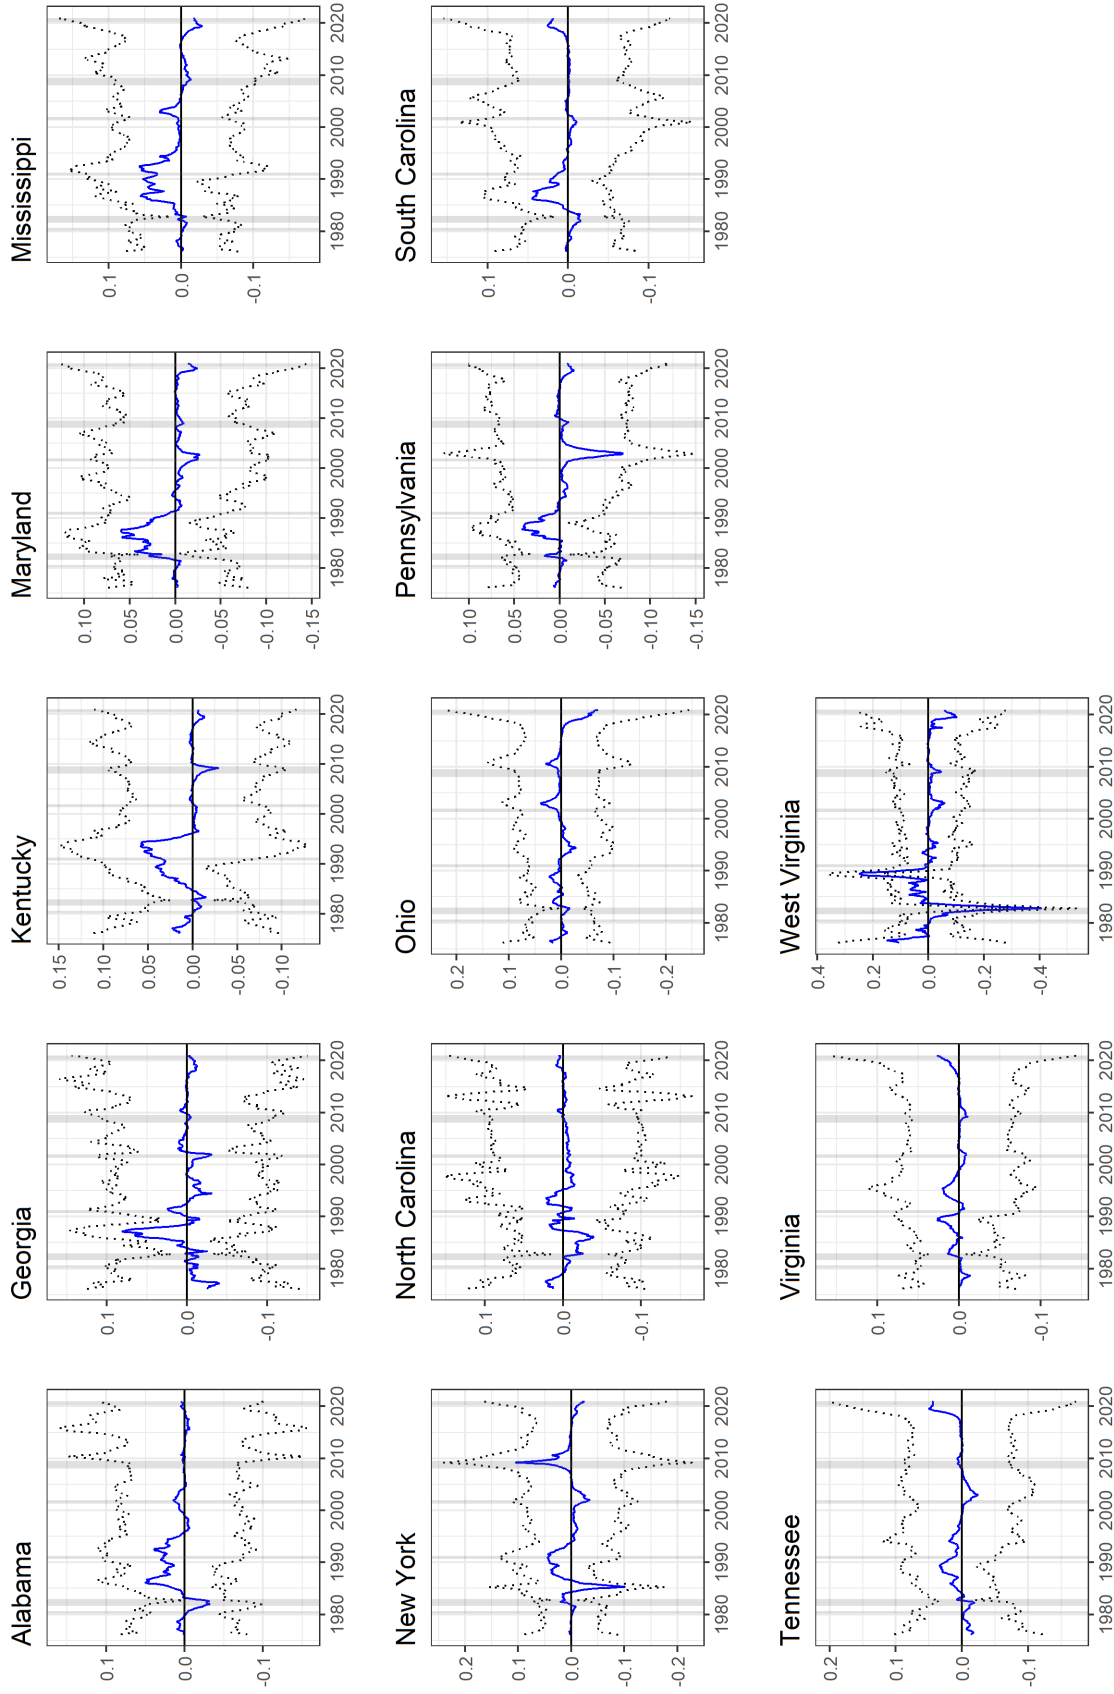 Alabama
0.1
0.0
-0.1
1980 1990 2000 2010 2020
Georgia
0.1
0.0
-0.1
1980 1990 2000 2010 2020
Kentucky
0.15
0.10
0.05
0.00
-0.05
-0.10
1980 1990 2000 2010 2020
Maryland
0.10
0.05
0.00
-0.05
-0.10
-0.15
1980 1990 2000 2010 2020
Mississippi
0.1
0.0
-0.1
1980 1990 2000 2010 2020
New York
0.2
0.1
0.0
-0.1
-0.2
1980 1990 2000 2010 2020
North Carolina
0.1
0.0
-0.1
1980 1990 2000 2010 2020
Ohio
0.2
0.1
0.0
-0.1
-0.2
1980 1990 2000 2010 2020
Pennsylvania
0.10
0.05
0.00
-0.05
-0.10
-0.15
1980 1990 2000 2010 2020
South Carolina
0.1
0.0
-0.1
1980 1990 2000 2010 2020
Tennessee
0.2
0.1
0.0
-0.1
1980 1990 2000 2010 2020
Virginia
0.1
0.0
-0.1
1980 1990 2000 2010 2020
West Virginia
0.4
0.2
0.0
-0.2
-0.4
1980 1990 2000 2010 2020